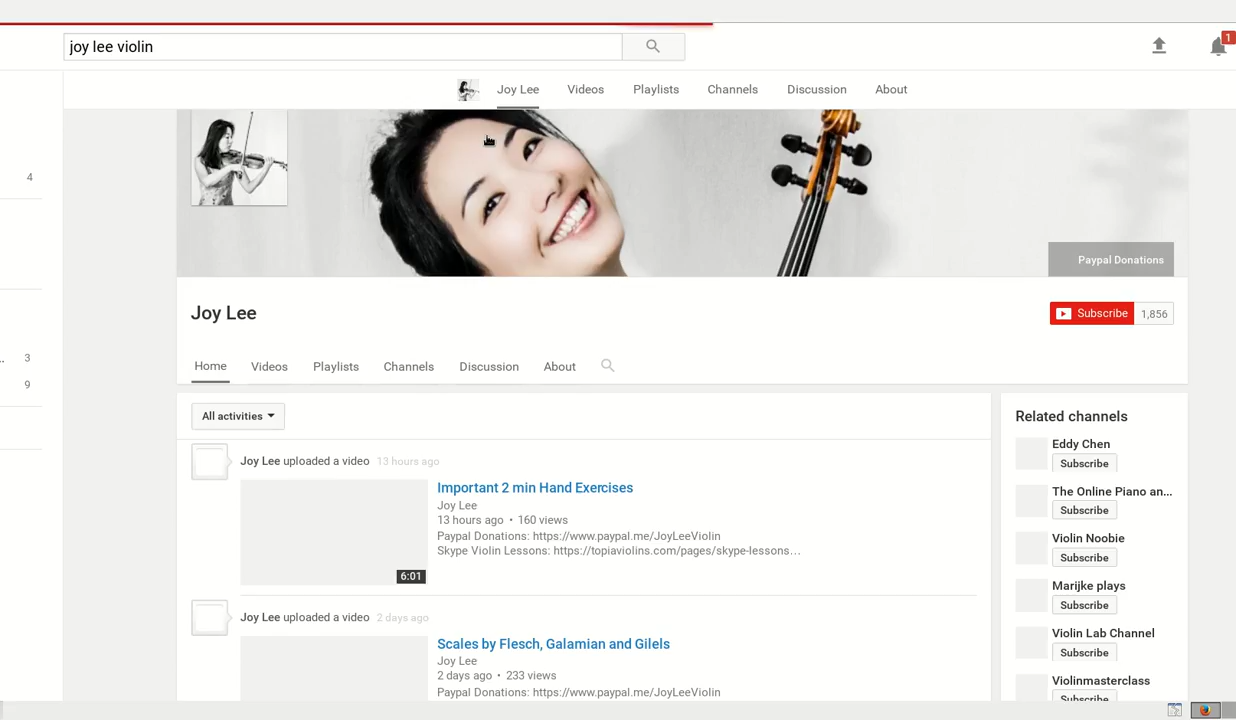 joy lee violin
1
Joy Lee Videos Playlists Channels Discussion About
4
Paypal Donations
Joy Lee
Subscribe 1,856
.. 3
Home Videos Playlists Channels Discussion About
9
All activities
Related channels
Joy Lee uploaded a video 13 hours ago
Important 2 min Hand Exercises
Joy Lee
13 hours ago • 160 views
Paypal Donations: https://www.paypal.me/JoyLeeViolin
Skype Violin Lessons: https://topiaviolins.com/pages/skype-lessons...
6:01
Joy Lee uploaded a video 2 days ago
Scales by Flesch, Galamian and Gilels
Joy Lee
2 days ago • 233 views
Paypal Donations: https://www.paypal.me/JoyLeeViolin
Eddy Chen
Subscribe
The Online Piano an...
Subscribe
Violin Noobie
Subscribe
Marijke plays
Subscribe
Violin Lab Channel
Subscribe
Violinmasterclass
Subscribe